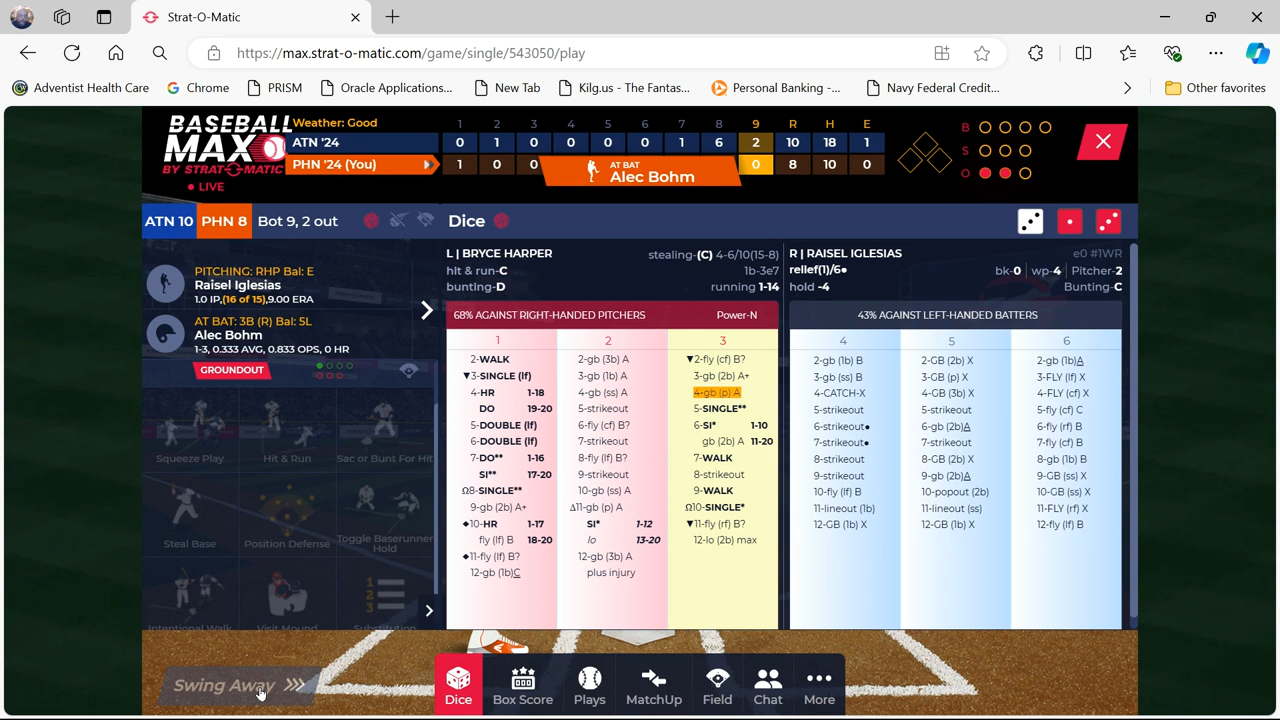 Strat-O-Matic
https://max.strat-o-matic.com/game/single/543050/play
Adventist Health Care
Chrome
PRISM
Oracle Applications...
New Tab
Kilg.us - The Fantas...
Personal Banking -...
Navy Federal Credit...
Other favorites
BASEBALL
MAX
BY STRAT-O-MATIC
LIVE
Weather: Good 1 2 3 4 5 6 7 8 9 R H E
ATN '24 0 1 0 0 0 0 1 6 2 10 18 1
PHN '24 (You) 1 0 0 0 8 10 0
AT BAT
Alec Bohm
B
S
O
ATN 10 PHN 8 Bot 9, 2 out
Dice
PITCHING: RHP Bal: E
Raisel Iglesias
1.0 IP,(16 of 15),9.00 ERA
AT BAT: 3B (R) Bal: 5L
Alec Bohm
1-3, 0.333 AVG, 0.833 OPS, 0 HR
GROUNDOUT
Squeeze Play
Hit & Run
Sac or Bunt For Hit
Steal Base
Position Defense
Toggle Baserunner
Hold
Intentional Walk
Visit Mound
Substitution
L | BRYCE HARPER stealing-(C) 4-6/10(15-8)
hit & run-C 1b-3e7
bunting-D running 1-14
68% AGAINST RIGHT-HANDED PITCHERS Power-N
1
2-WALK
▼3-SINGLE (lf)
4-HR 1-18
DO 19-20
5-DOUBLE (lf)
6-DOUBLE (lf)
7-DO** 1-16
SI** 17-20
Ω8-SINGLE**
9-gb (2b) A+
◆10-HR 1-17
fly (lf) B 18-20
◆11-fly (lf) B?
12-gb (1b)C
2
2-gb (3b) A
3-gb (1b) A
4-gb (ss) A
5-strikeout
6-fly (cf) B?
7-strikeout
8-fly (lf) B?
9-strikeout
10-gb (ss) A
Δ11-gb (p) A
SI* 1-12
lo 13-20
12-gb (3b) A
plus injury
3
▼2-fly (cf) B?
3-gb (2b) A+
4-gb (p) A
5-SINGLE**
6-SI* 1-10
gb (2b) A 11-20
7-WALK
8-strikeout
9-WALK
Ω10-SINGLE*
▼11-fly (rf) B?
12-lo (2b) max
R | RAISEL IGLESIAS e0 #1WR
relief(1)/6● bk-0 wp-4 Pitcher-2
hold -4 Bunting-C
43% AGAINST LEFT-HANDED BATTERS
4
2-gb (1b) B
3-gb (ss) B
4-CATCH-X
5-strikeout
6-strikeout●
7-strikeout●
8-strikeout
9-strikeout
10-fly (lf) B
11-lineout (1b)
12-GB (1b) X
5
2-GB (2b) X
3-GB (p) X
4-GB (3b) X
5-strikeout
6-gb (2b)A
7-strikeout
8-GB (2b) X
9-gb (2b)A
10-popout (2b)
11-lineout (ss)
12-GB (1b) X
6
2-gb (1b)A
3-FLY (lf) X
4-FLY (cf) X
5-fly (cf) C
6-fly (rf) B
7-fly (cf) B
8-gb (1b) B
9-GB (ss) X
10-GB (ss) X
11-FLY (rf) X
12-fly (lf) B
Swing Away
Dice
Box Score
Plays
MatchUp
Field
Chat
More